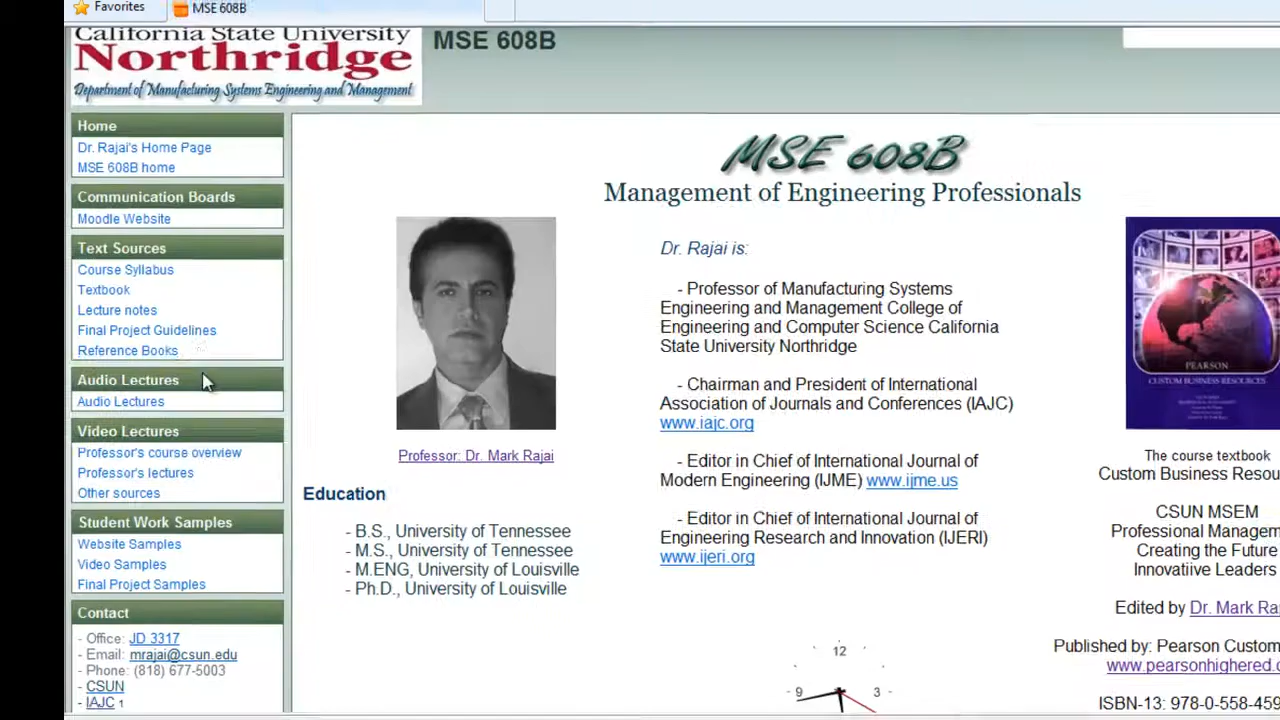 Favorites
MSE 608B
California State University
Northridge
Department of Manufacturing Systems Engineering and Management
MSE 608B
Home
Dr. Rajai's Home Page
MSE 608B home
Communication Boards
Moodle Website
Text Sources
Course Syllabus
Textbook
Lecture notes
Final Project Guidelines
Reference Books
Audio Lectures
Audio Lectures
Video Lectures
Professor's course overview
Professor's lectures
Other sources
Student Work Samples
Website Samples
Video Samples
Final Project Samples
Contact
- Office: JD 3317
- Email: mrajai@csun.edu
- Phone: (818) 677-5003
- CSUN
- IAJC 1
MSE 608B
Management of Engineering Professionals
Professor: Dr. Mark Rajai
Education
- B.S., University of Tennessee
- M.S., University of Tennessee
- M.ENG, University of Louisville
- Ph.D., University of Louisville
Dr. Rajai is:
- Professor of Manufacturing Systems
Engineering and Management College of
Engineering and Computer Science California
State University Northridge
- Chairman and President of International
Association of Journals and Conferences (IAJC)
www.iajc.org
- Editor in Chief of International Journal of
Modern Engineering (IJME) www.ijme.us
- Editor in Chief of International Journal of
Engineering Research and Innovation (IJERI)
www.ijeri.org
12
9
3
PEARSON
CUSTOM BUSINESS RESOURCES
The course textbook
Custom Business Resou
CSUN MSEM
Professional Managem
Creating the Future
Innovatiive Leaders
Edited by Dr. Mark Ra
Published by: Pearson Custom
www.pearsonhighered.c
ISBN-13: 978-0-558-459